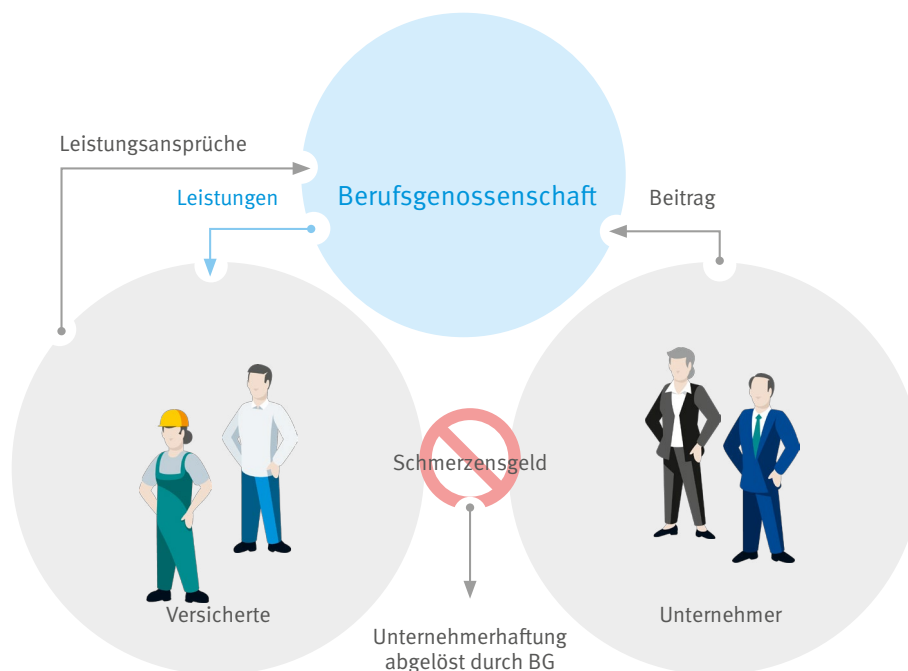 Leistungsansprüche
Leistungen
Berufsgenossenschaft
Beitrag
Schmerzensgeld
Versicherte
Unternehmer
Unternehmerhaftung
abgelöst durch BG